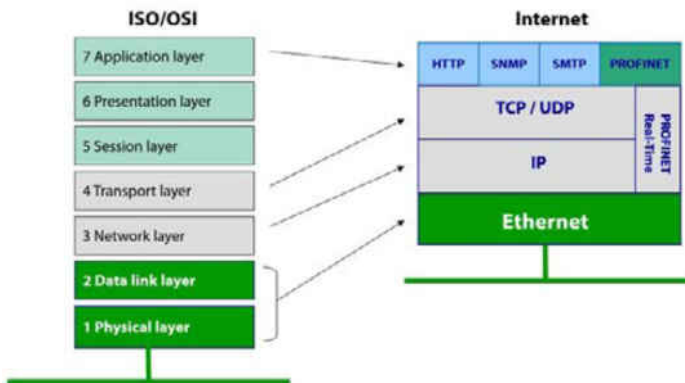 ISO/OSI
7 Application layer
6 Presentation layer
5 Session layer
4 Transport layer
3 Network layer
2 Data link layer
1 Physical layer
Internet
HTTP SNMP SMTP PROFINET
TCP / UDP
IP
PROFINET
Real-Time
Ethernet